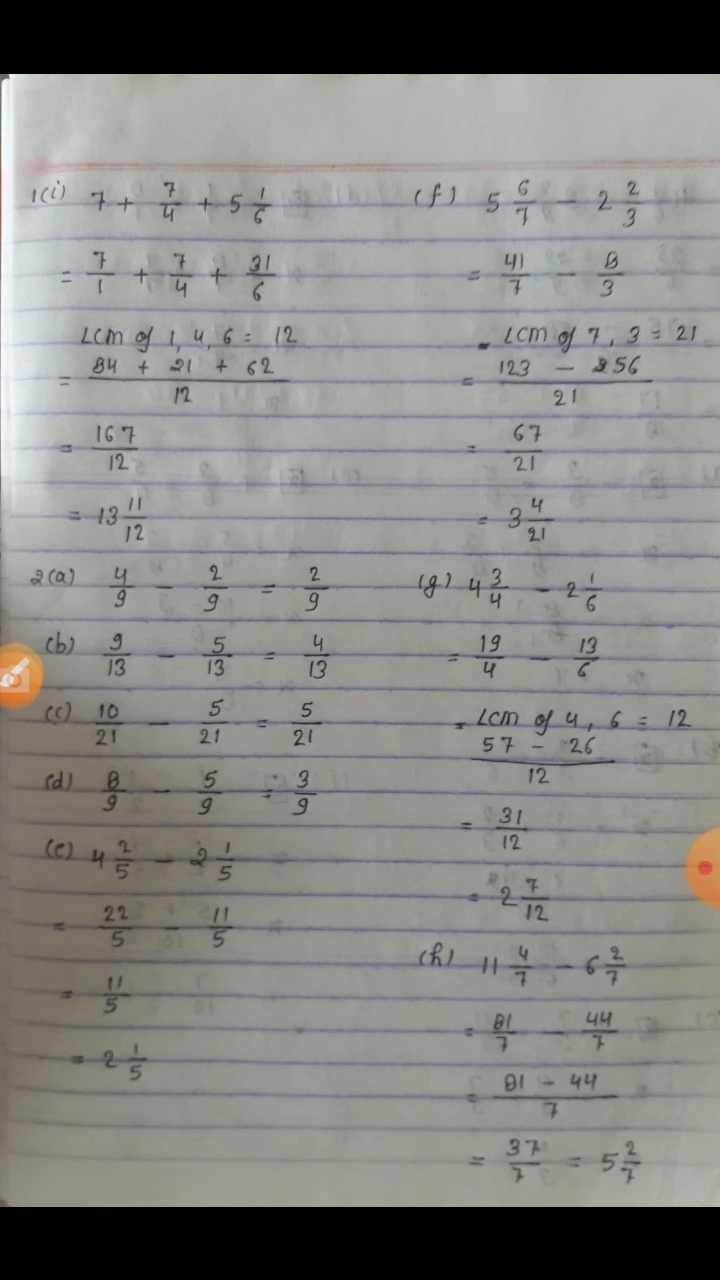 1(i) 7 + 7/4 + 5 1/6
= 7/1 + 7/4 + 31/6
LCM of 1, 4, 6 = 12
= 84 + 21 + 62 / 12
= 167/12
= 13 11/12
2(a) 4/9 - 2/9 = 2/9
(b) 9/13 - 5/13 = 4/13
(c) 10/21 - 5/21 = 5/21
(d) 8/9 - 5/9 = 3/9
(e) 4 2/5 - 2 1/5
= 22/5 - 11/5
= 11/5
= 2 1/5
(f) 5 6/7 - 2 2/3
= 41/7 - 8/3
LCM of 7, 3 = 21
= 123 - 56 / 21
= 67/21
= 3 4/21
(g) 4 3/4 - 2 1/6
= 19/4 - 13/6
= LCM of 4, 6 = 12
57 - 26 / 12
= 31/12
= 2 7/12
(h) 11 4/7 - 6 2/7
= 81/7 - 44/7
= 81 - 44 / 7
= 37/7 = 5 2/7